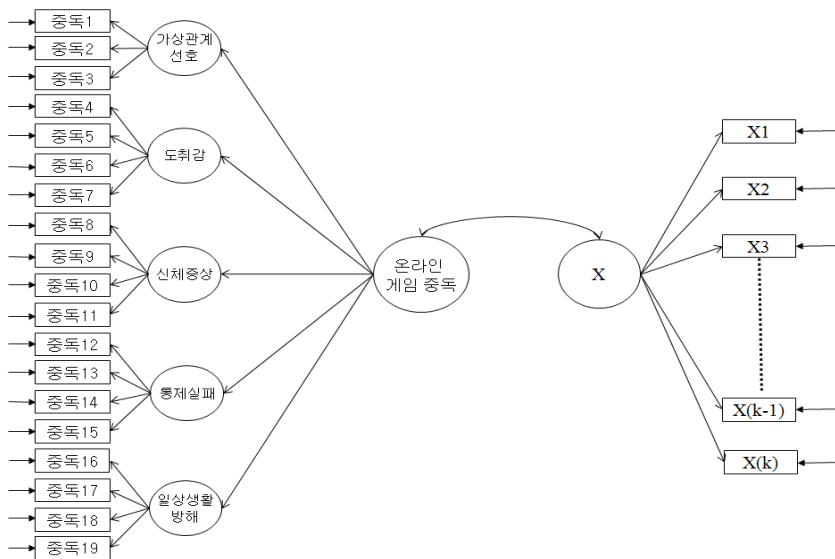 중독1
중독2
중독3
중독4
중독5
중독6
중독7
중독8
중독9
중독10
중독11
중독12
중독13
중독14
중독15
중독16
중독17
중독18
중독19
가상관계
선호
도취감
신체증상
통제실패
일상생활
방해
온라인
게임 중독
X
X1
X2
X3
X(k-1)
X(k)